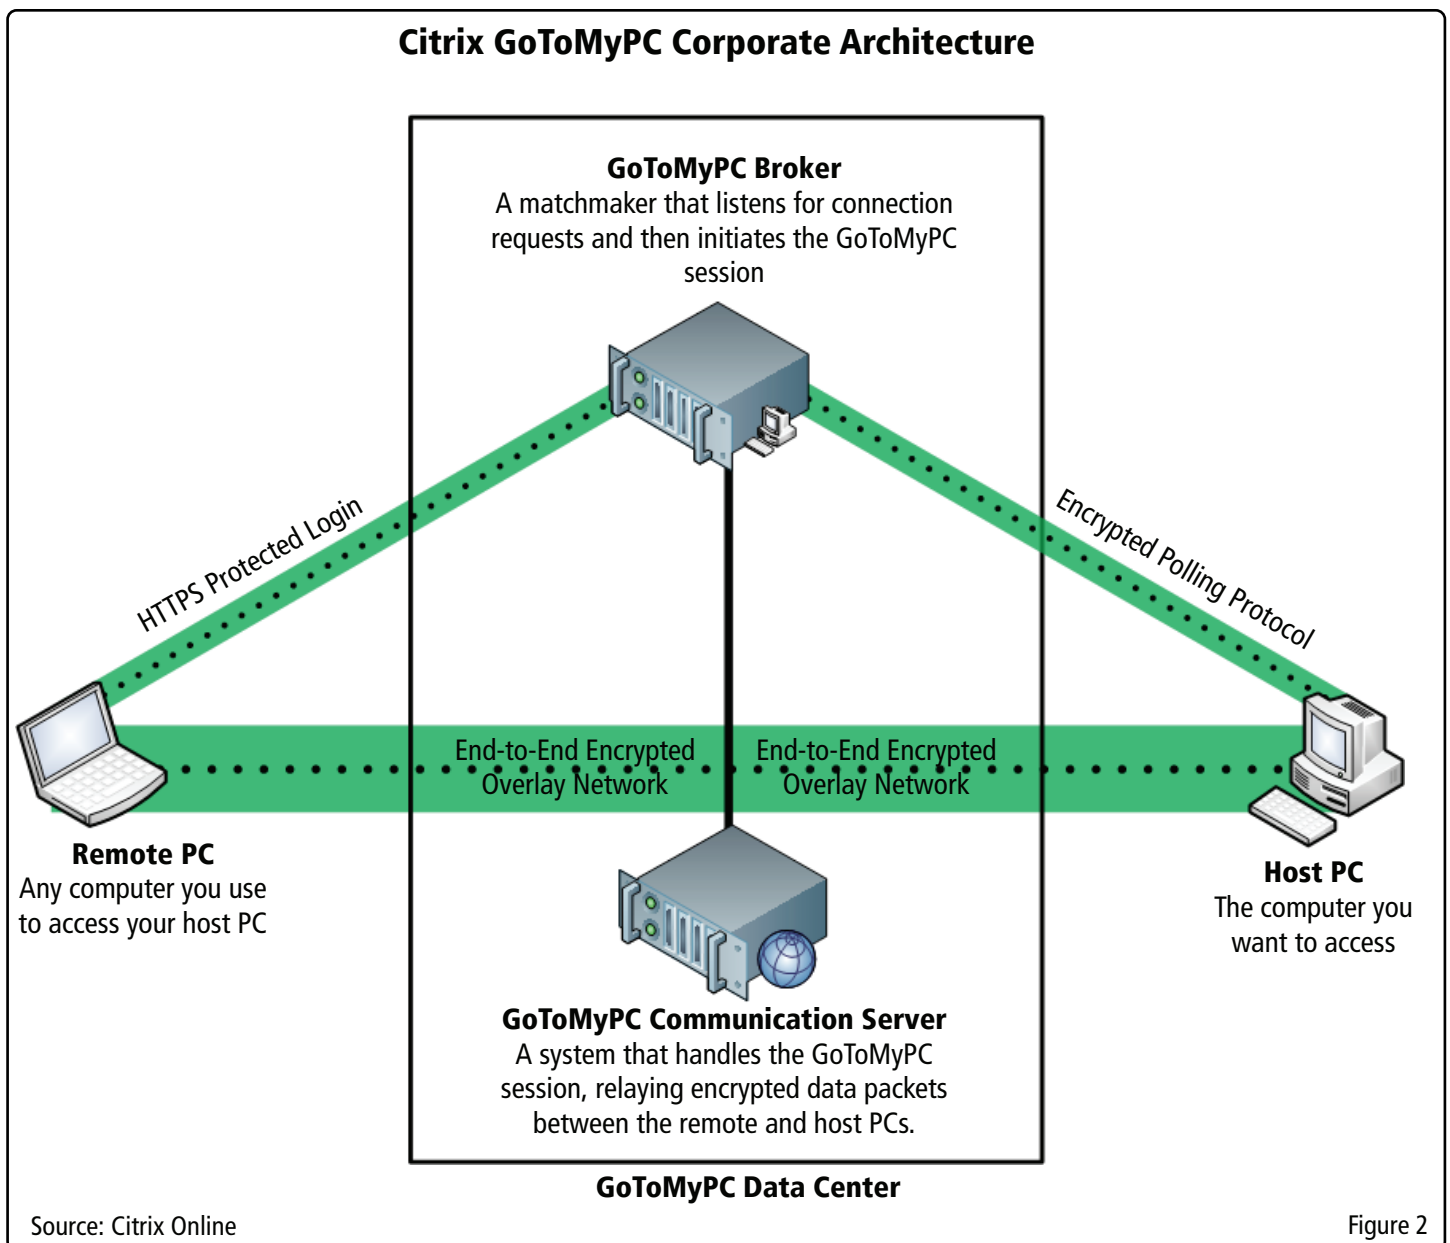 Citrix GoToMyPC Corporate Architecture
GoToMyPC Broker
A matchmaker that listens for connection
requests and then initiates the GoToMyPC
session
HTTPS Protected Login
Encrypted Polling Protocol
End-to-End Encrypted
Overlay Network
End-to-End Encrypted
Overlay Network
Remote PC
Any computer you use
to access your host PC
Host PC
The computer you
want to access
GoToMyPC Communication Server
A system that handles the GoToMyPC
session, relaying encrypted data packets
between the remote and host PCs.
GoToMyPC Data Center
Source: Citrix Online
Figure 2